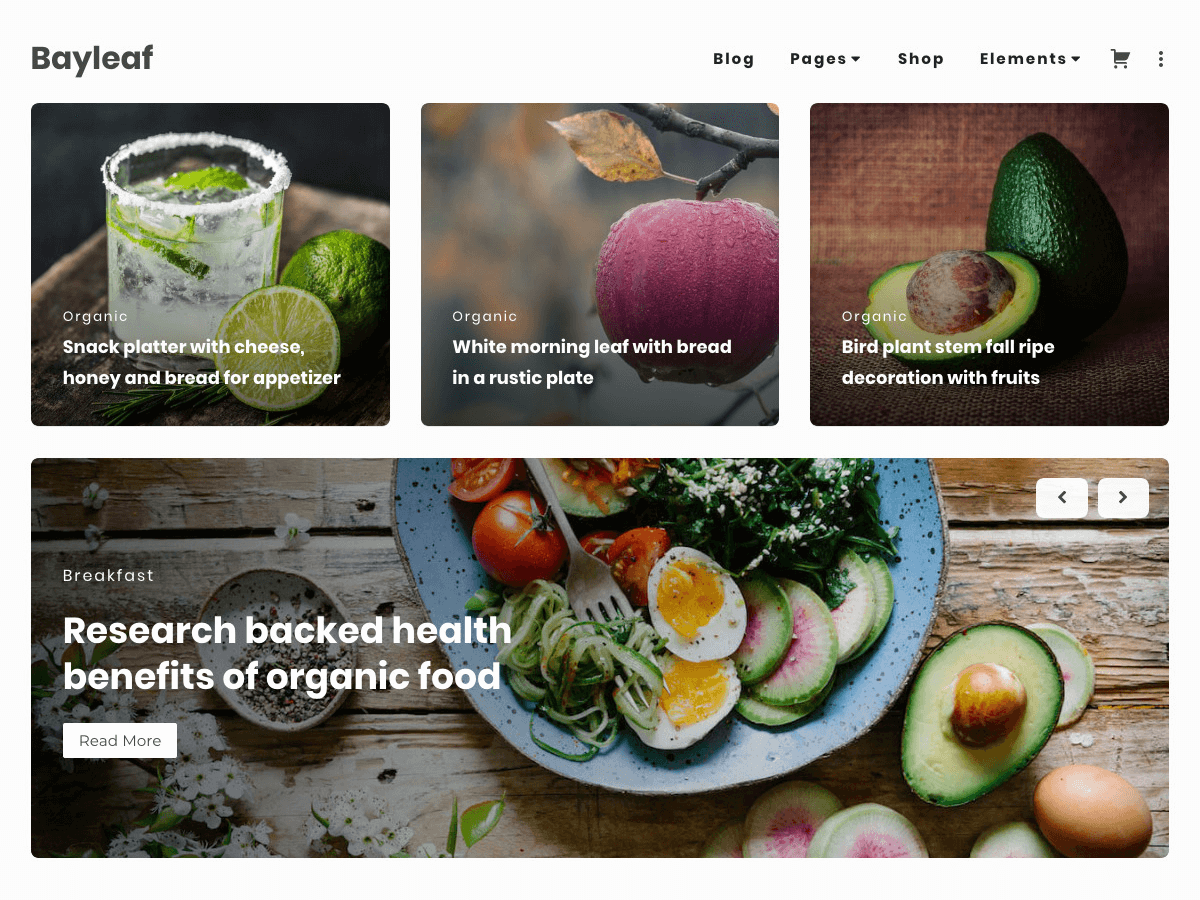 Bayleaf
Blog Pages Shop Elements
Organic
Snack platter with cheese,
honey and bread for appetizer
Organic
White morning leaf with bread
in a rustic plate
Organic
Bird plant stem fall ripe
decoration with fruits
Breakfast
Research backed health
benefits of organic food
Read More